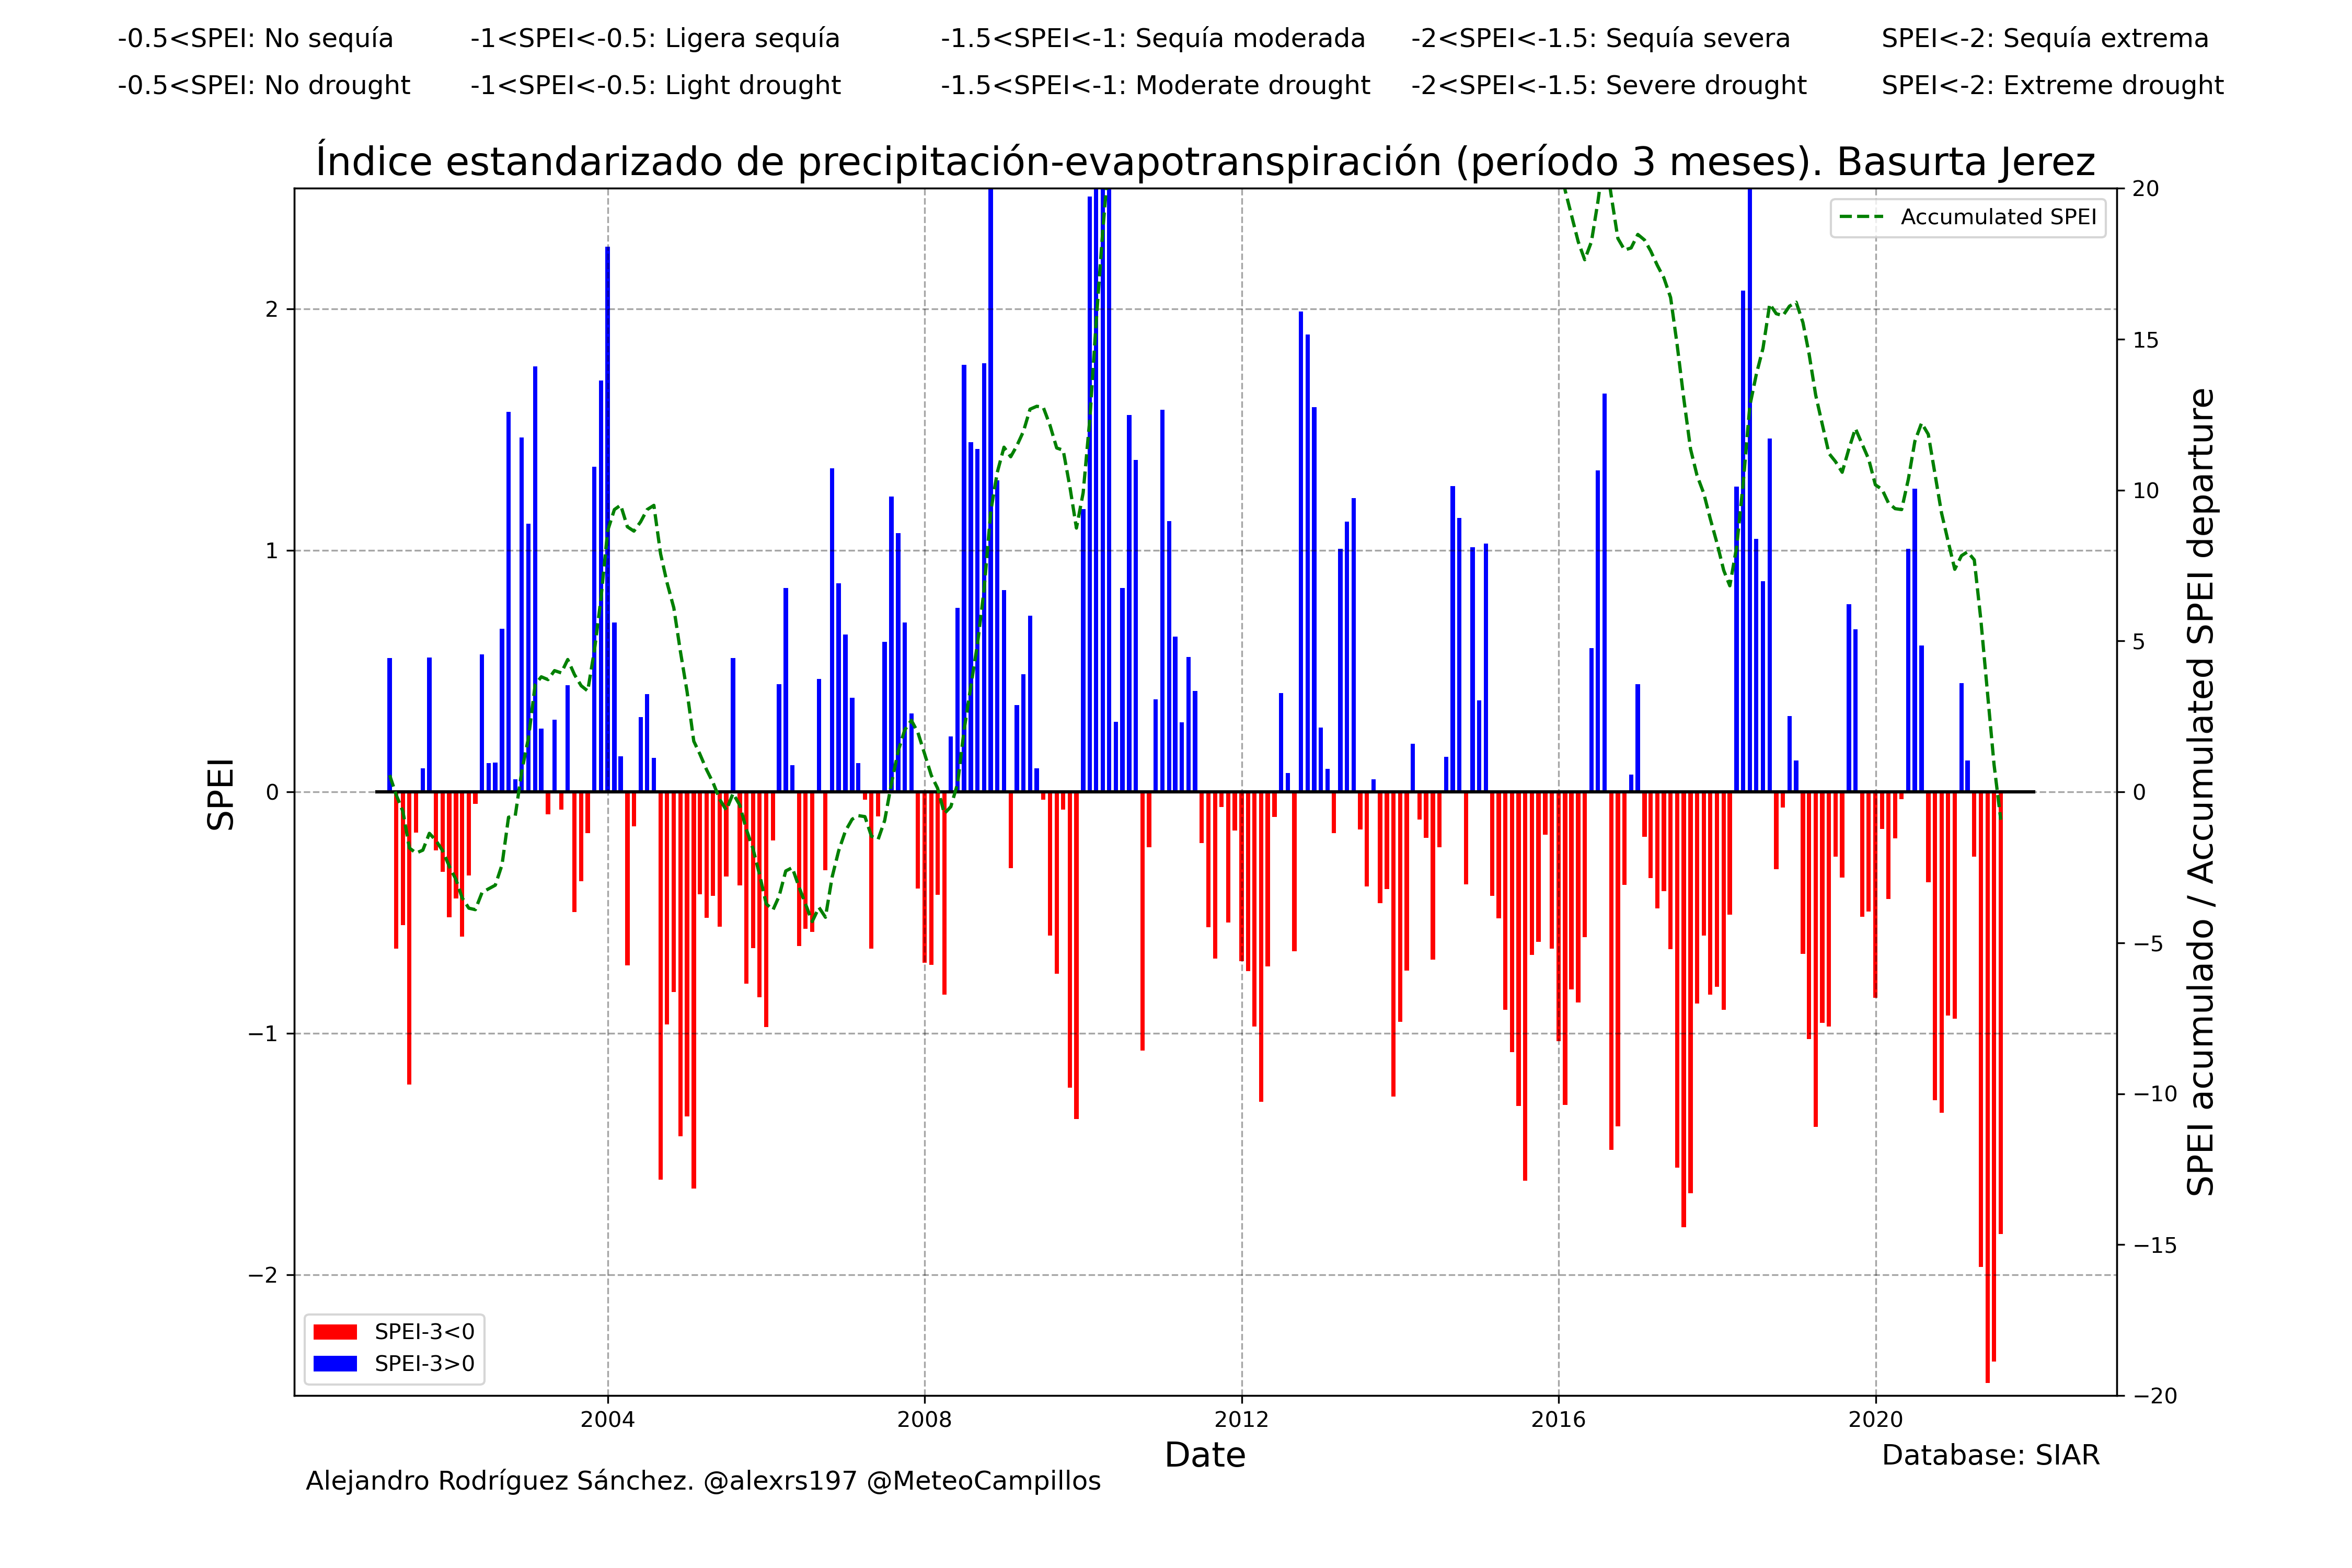 -0.5<SPEI: No sequía -1<SPEI<-0.5: Ligera sequía -1.5<SPEI<-1: Sequía moderada -2<SPEI<-1.5: Sequía severa SPEI<-2: Sequía extrema
-0.5<SPEI: No drought -1<SPEI<-0.5: Light drought -1.5<SPEI<-1: Moderate drought -2<SPEI<-1.5: Severe drought SPEI<-2: Extreme drought
Índice estandarizado de precipitación-evapotranspiración (período 3 meses). Basurta Jerez
Accumulated SPEI
SPEI
2
1
0
−1
−2
20
15
10
5
0
−5
−10
−15
−20
SPEI acumulado / Accumulated SPEI departure
SPEI-3<0
SPEI-3>0
2004 2008 2012 2016 2020
Date
Database: SIAR
Alejandro Rodríguez Sánchez. @alexrs197 @MeteoCampillos